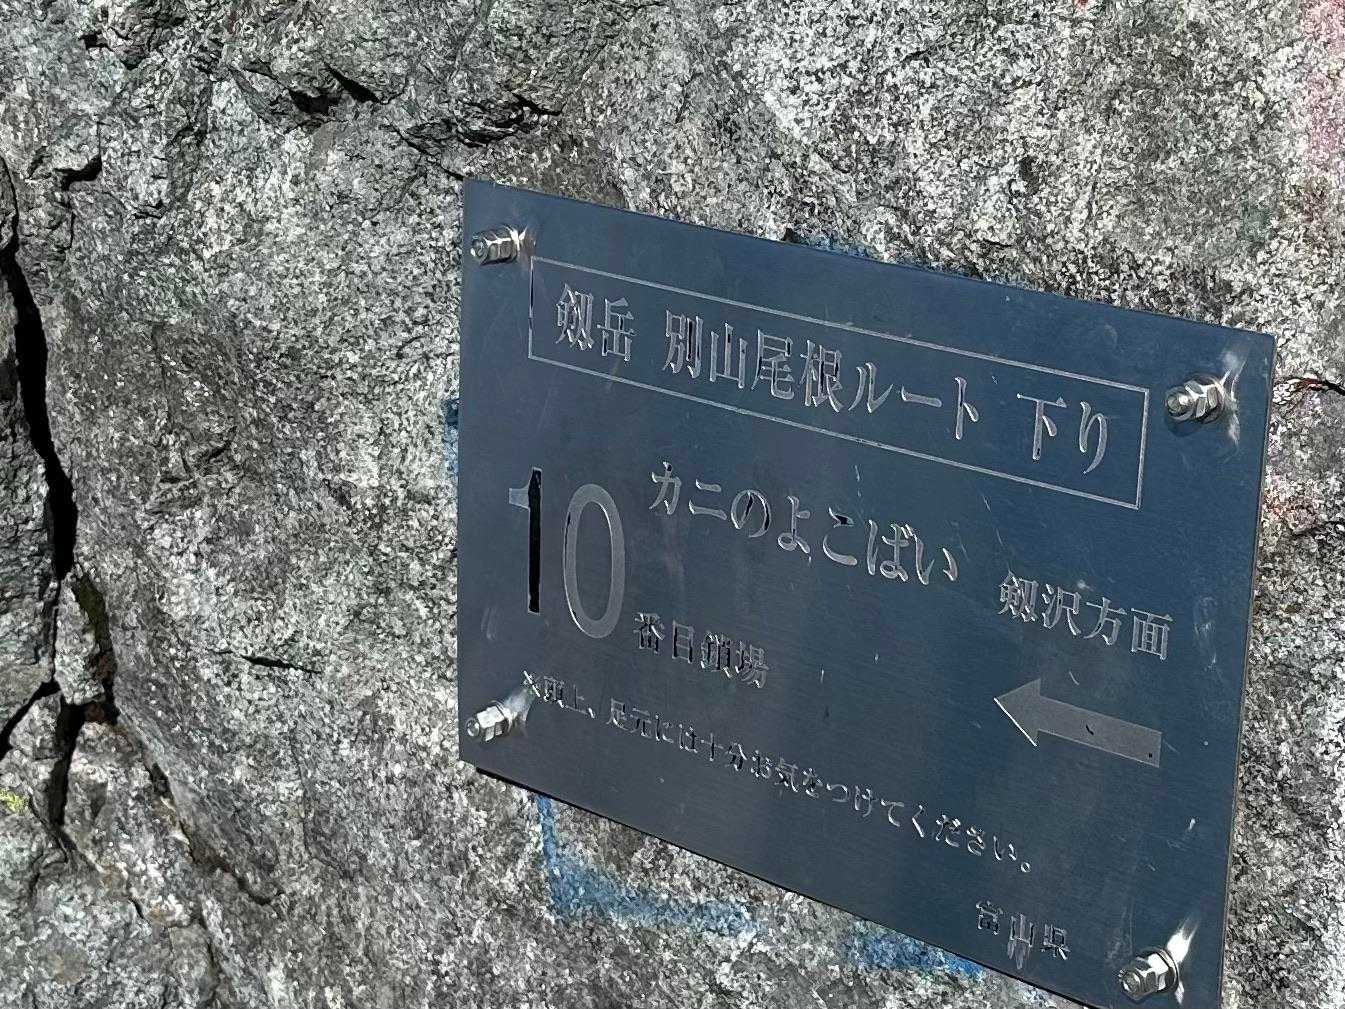 剱岳 別山尾根ルート 下り
カニのよこばい
10番目鎖場
剱沢方面
※頭上、足元には十分お気をつけてください。
富山県